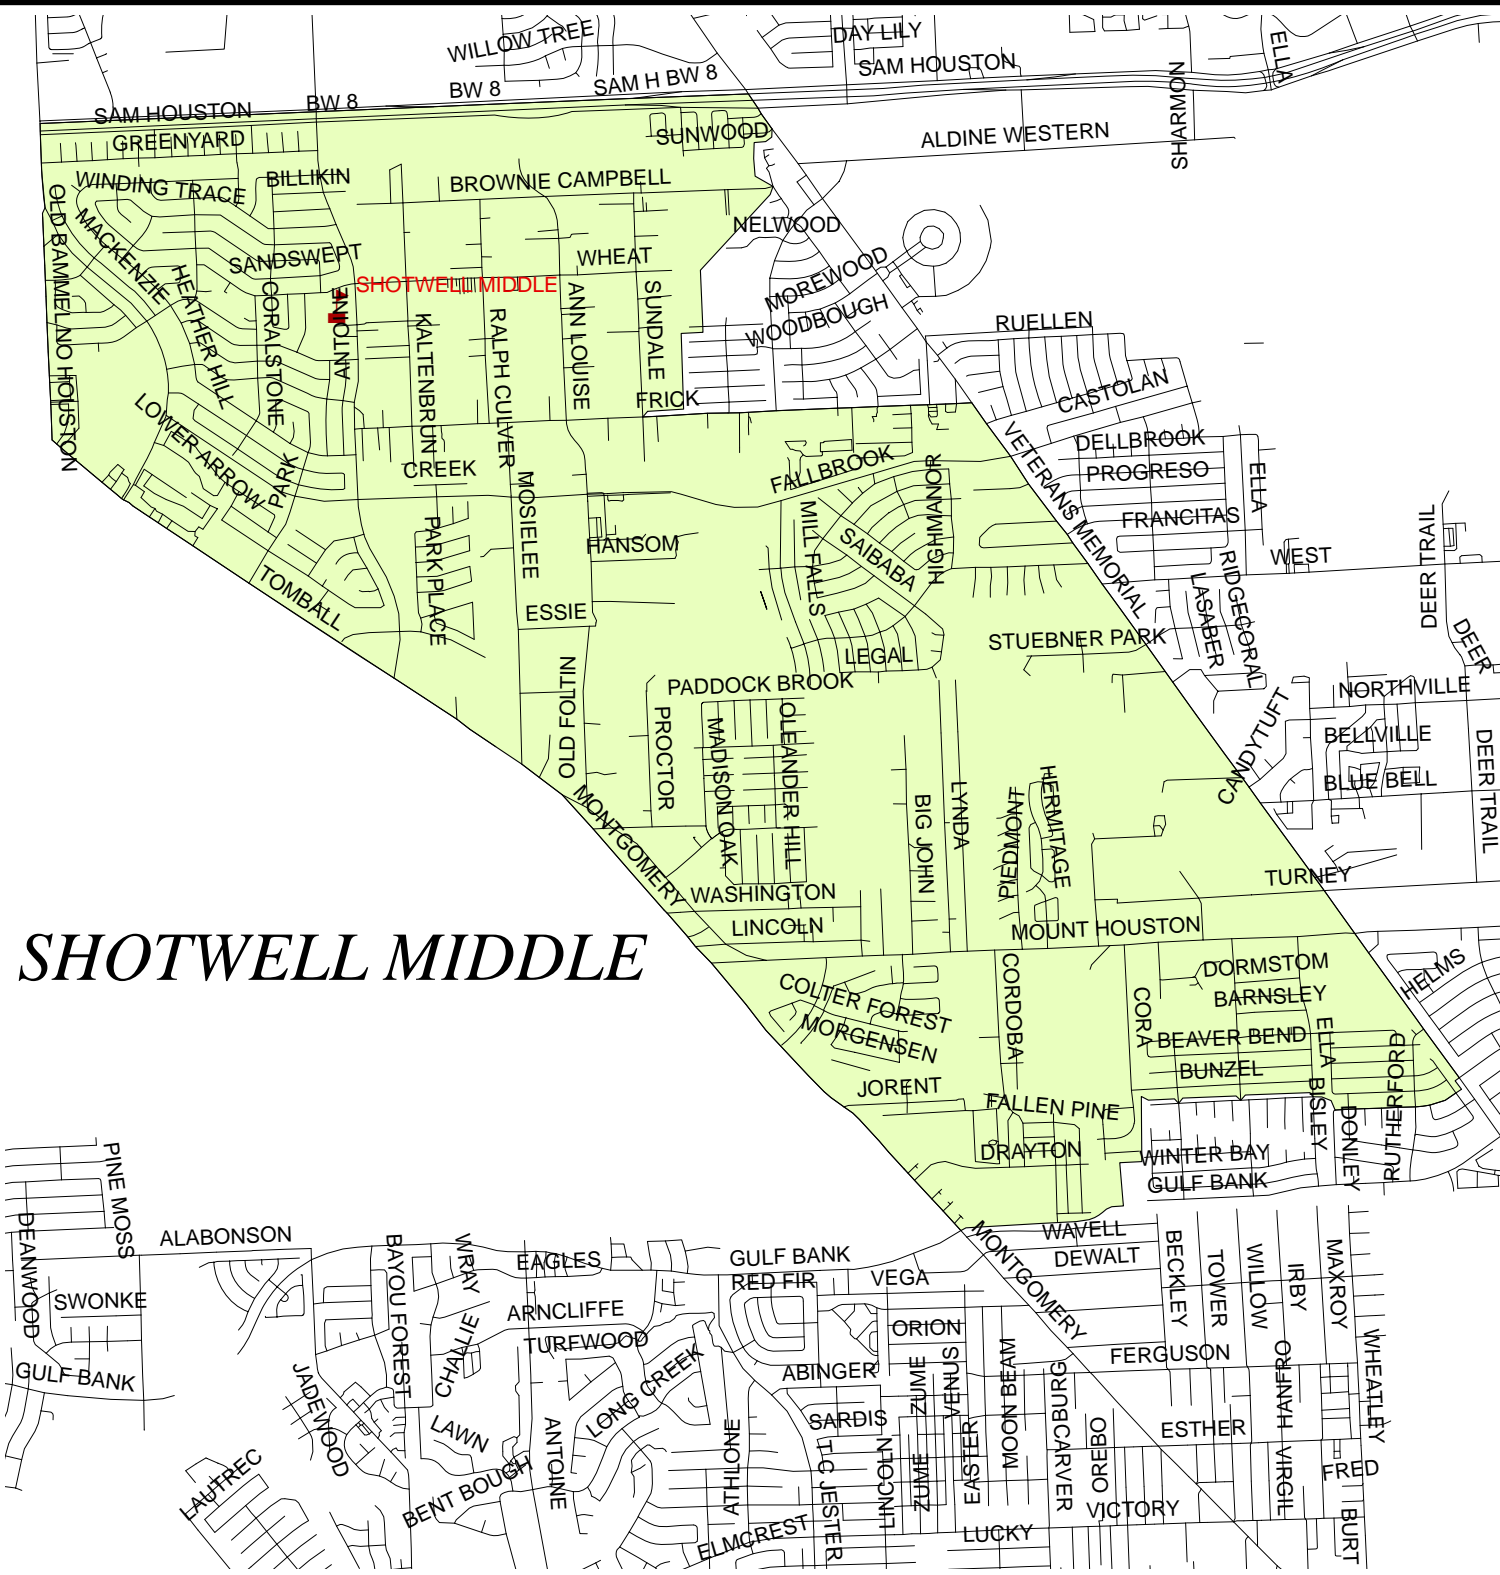 WILLOW TREE
DAY LILY
ELLA
SAM HOUSTON
BW 8
BW 8
SAM H BW 8
SAM HOUSTON
SHARMON
GREENYARD
SUNWOOD
ALDINE WESTERN
WINDING TRACE
BILLIKIN
BROWNIE CAMPBELL
OLD BAMMEL NO HOUSTON
MACKENZIE
NELWOOD
SANDSWEPT
WHEAT
MOREWOOD
HEATHER HILL
CORALSTONE
ANTOINE
SHOTWELL MIDDLE
KALTENBRUN
RALPH CULVER
ANN LOUISE
SUNDALE
WOODBOUGH
RUELLEN
FRICK
CASTOLAN
LOWER ARROW
PARK
CREEK
FALLBROOK
HIGHMANOR
VETERANS MEMORIAL
DELLBROOK
PROGRESO
ELLA
FRANCITAS
MOSIELEE
PARK PLACE
HANSOM
MILL FALLS
SAIBABA
WEST
DEER TRAIL
RIDGECORAL
LASABER
TOMBALL
ESSIE
STUEBNER PARK
DEER
LEGAL
OLD FOLTIN
PADDOCK BROOK
NORTHVILLE
PROCTOR
MADISON OAK
OLEANDER HILL
CANDYTUFT
BELLVILLE
DEER TRAIL
BLUE BELL
BIG JOHN
LYNDA
PIEDMONT
HERMITAGE
MONTGOMERY
TURNEY
WASHINGTON
LINCOLN
MOUNT HOUSTON
SHOTWELL MIDDLE
DORMSTOM
HELMS
COLTER FOREST
CORDOBA
CORA
BARNSLEY
MORGENSEN
BEAVER BEND
ELLA
BUNZEL
RUTHERFORD
JORENT
FALLEN PINE
BISLEY
DONLEY
DRAYTON
WINTER BAY
GULF BANK
PINE MOSS
DEANWOOD
ALABONSON
BAYOU FOREST
WRAY
EAGLES
GULF BANK
WAVELL
DEWALT
MONTGOMERY
BECKLEY
TOWER
WILLOW
IRBY
MAXROY
RED FIR
VEGA
SWONKE
ARNCLIFFE
TURFWOOD
CHALIE
ORION
FERGUSON
WHEATLEY
GULF BANK
JADEWOOD
LONG CREEK
ABINGER
ZUME
VENUS
MOON BEAM
COBURG
ORHANFRO
LAWN
SARDIS
ESTHER
ANTOINE
ATHLONE
T C JESTER
LINCOLN
ZUME
EASTER
CARVER
OREBO
VIRGIL
FRED
LAUTREC
BENT BOUGH
VICTORY
BURT
ELMCREST
LUCKY